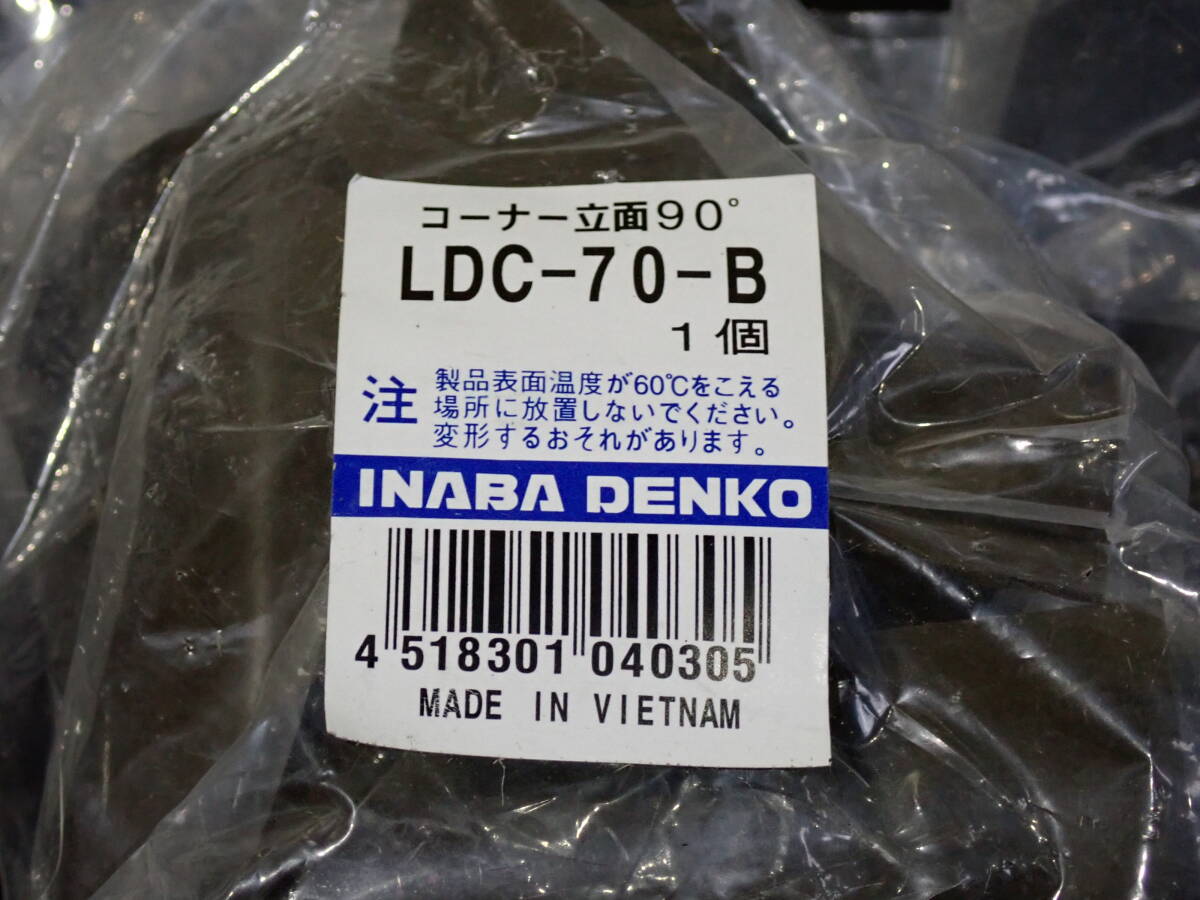 コーナー立面90°
LDC-70-B
1個
注 製品表面温度が60℃をこえる
場所に放置しないでください。
変形するおそれがあります。
INABA DENKO
4 518301 040305
MADE IN VIETNAM